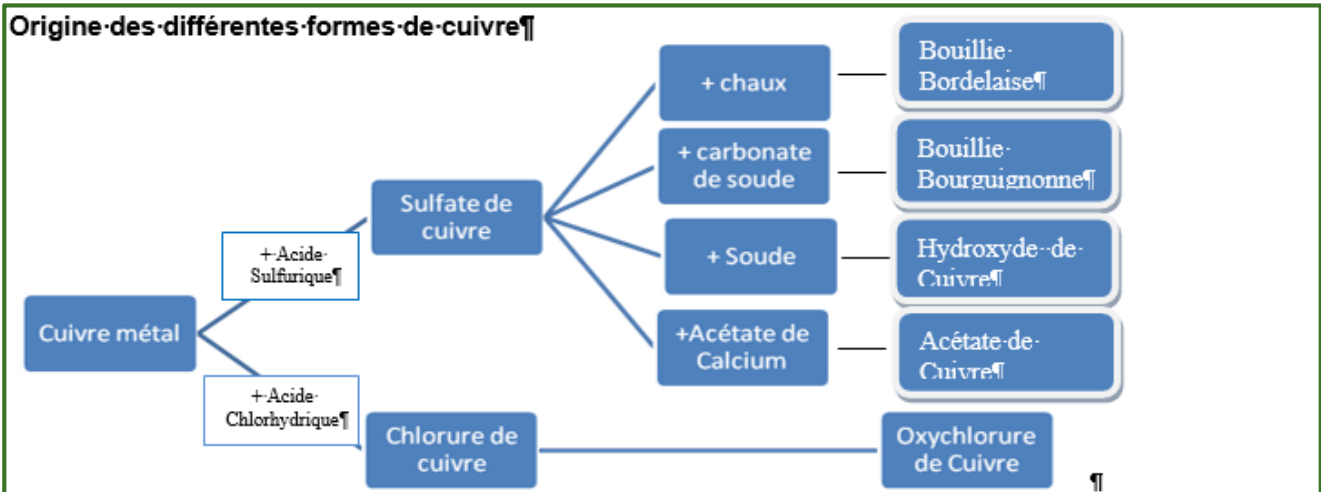 Origine·des·différentes·formes·de·cuivre¶
+ chaux
Bouillie·
Bordelaise¶
+ carbonate
de soude
Bouillie·
Bourguignonne¶
Sulfate de
cuivre
+·Acide·
Sulfurique¶
+ Soude
Hydroxyde··de·
Cuivre¶
Cuivre métal
+Acétate de
Calcium
Acétate·de·
Cuivre¶
+·Acide·
Chlorhydrique¶
Chlorure de
cuivre
Oxychlorure
de Cuivre
¶